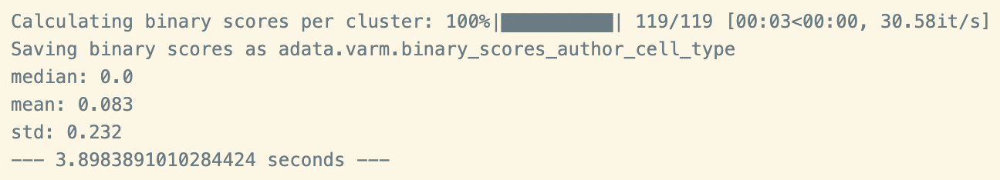 Calculating binary scores per cluster: 100%|██████████| 119/119 [00:03<00:00, 30.58it/s]
Saving binary scores as adata.varm.binary_scores_author_cell_type
median: 0.0
mean: 0.083
std: 0.232
--- 3.8983891010284424 seconds ---